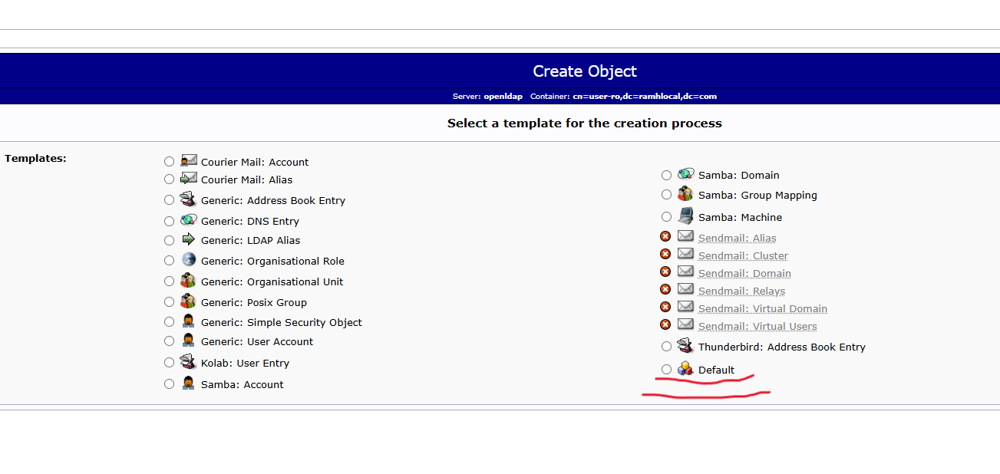 Create Object
Server: openldap Container: cn=user-ro,dc=ramhlocal,dc=com
Select a template for the creation process
Templates:
Courier Mail: Account
Courier Mail: Alias
Generic: Address Book Entry
Generic: DNS Entry
Generic: LDAP Alias
Generic: Organisational Role
Generic: Organisational Unit
Generic: Posix Group
Generic: Simple Security Object
Generic: User Account
Kolab: User Entry
Samba: Account
Samba: Domain
Samba: Group Mapping
Samba: Machine
Sendmail: Alias
Sendmail: Cluster
Sendmail: Domain
Sendmail: Relays
Sendmail: Virtual Domain
Sendmail: Virtual Users
Thunderbird: Address Book Entry
Default